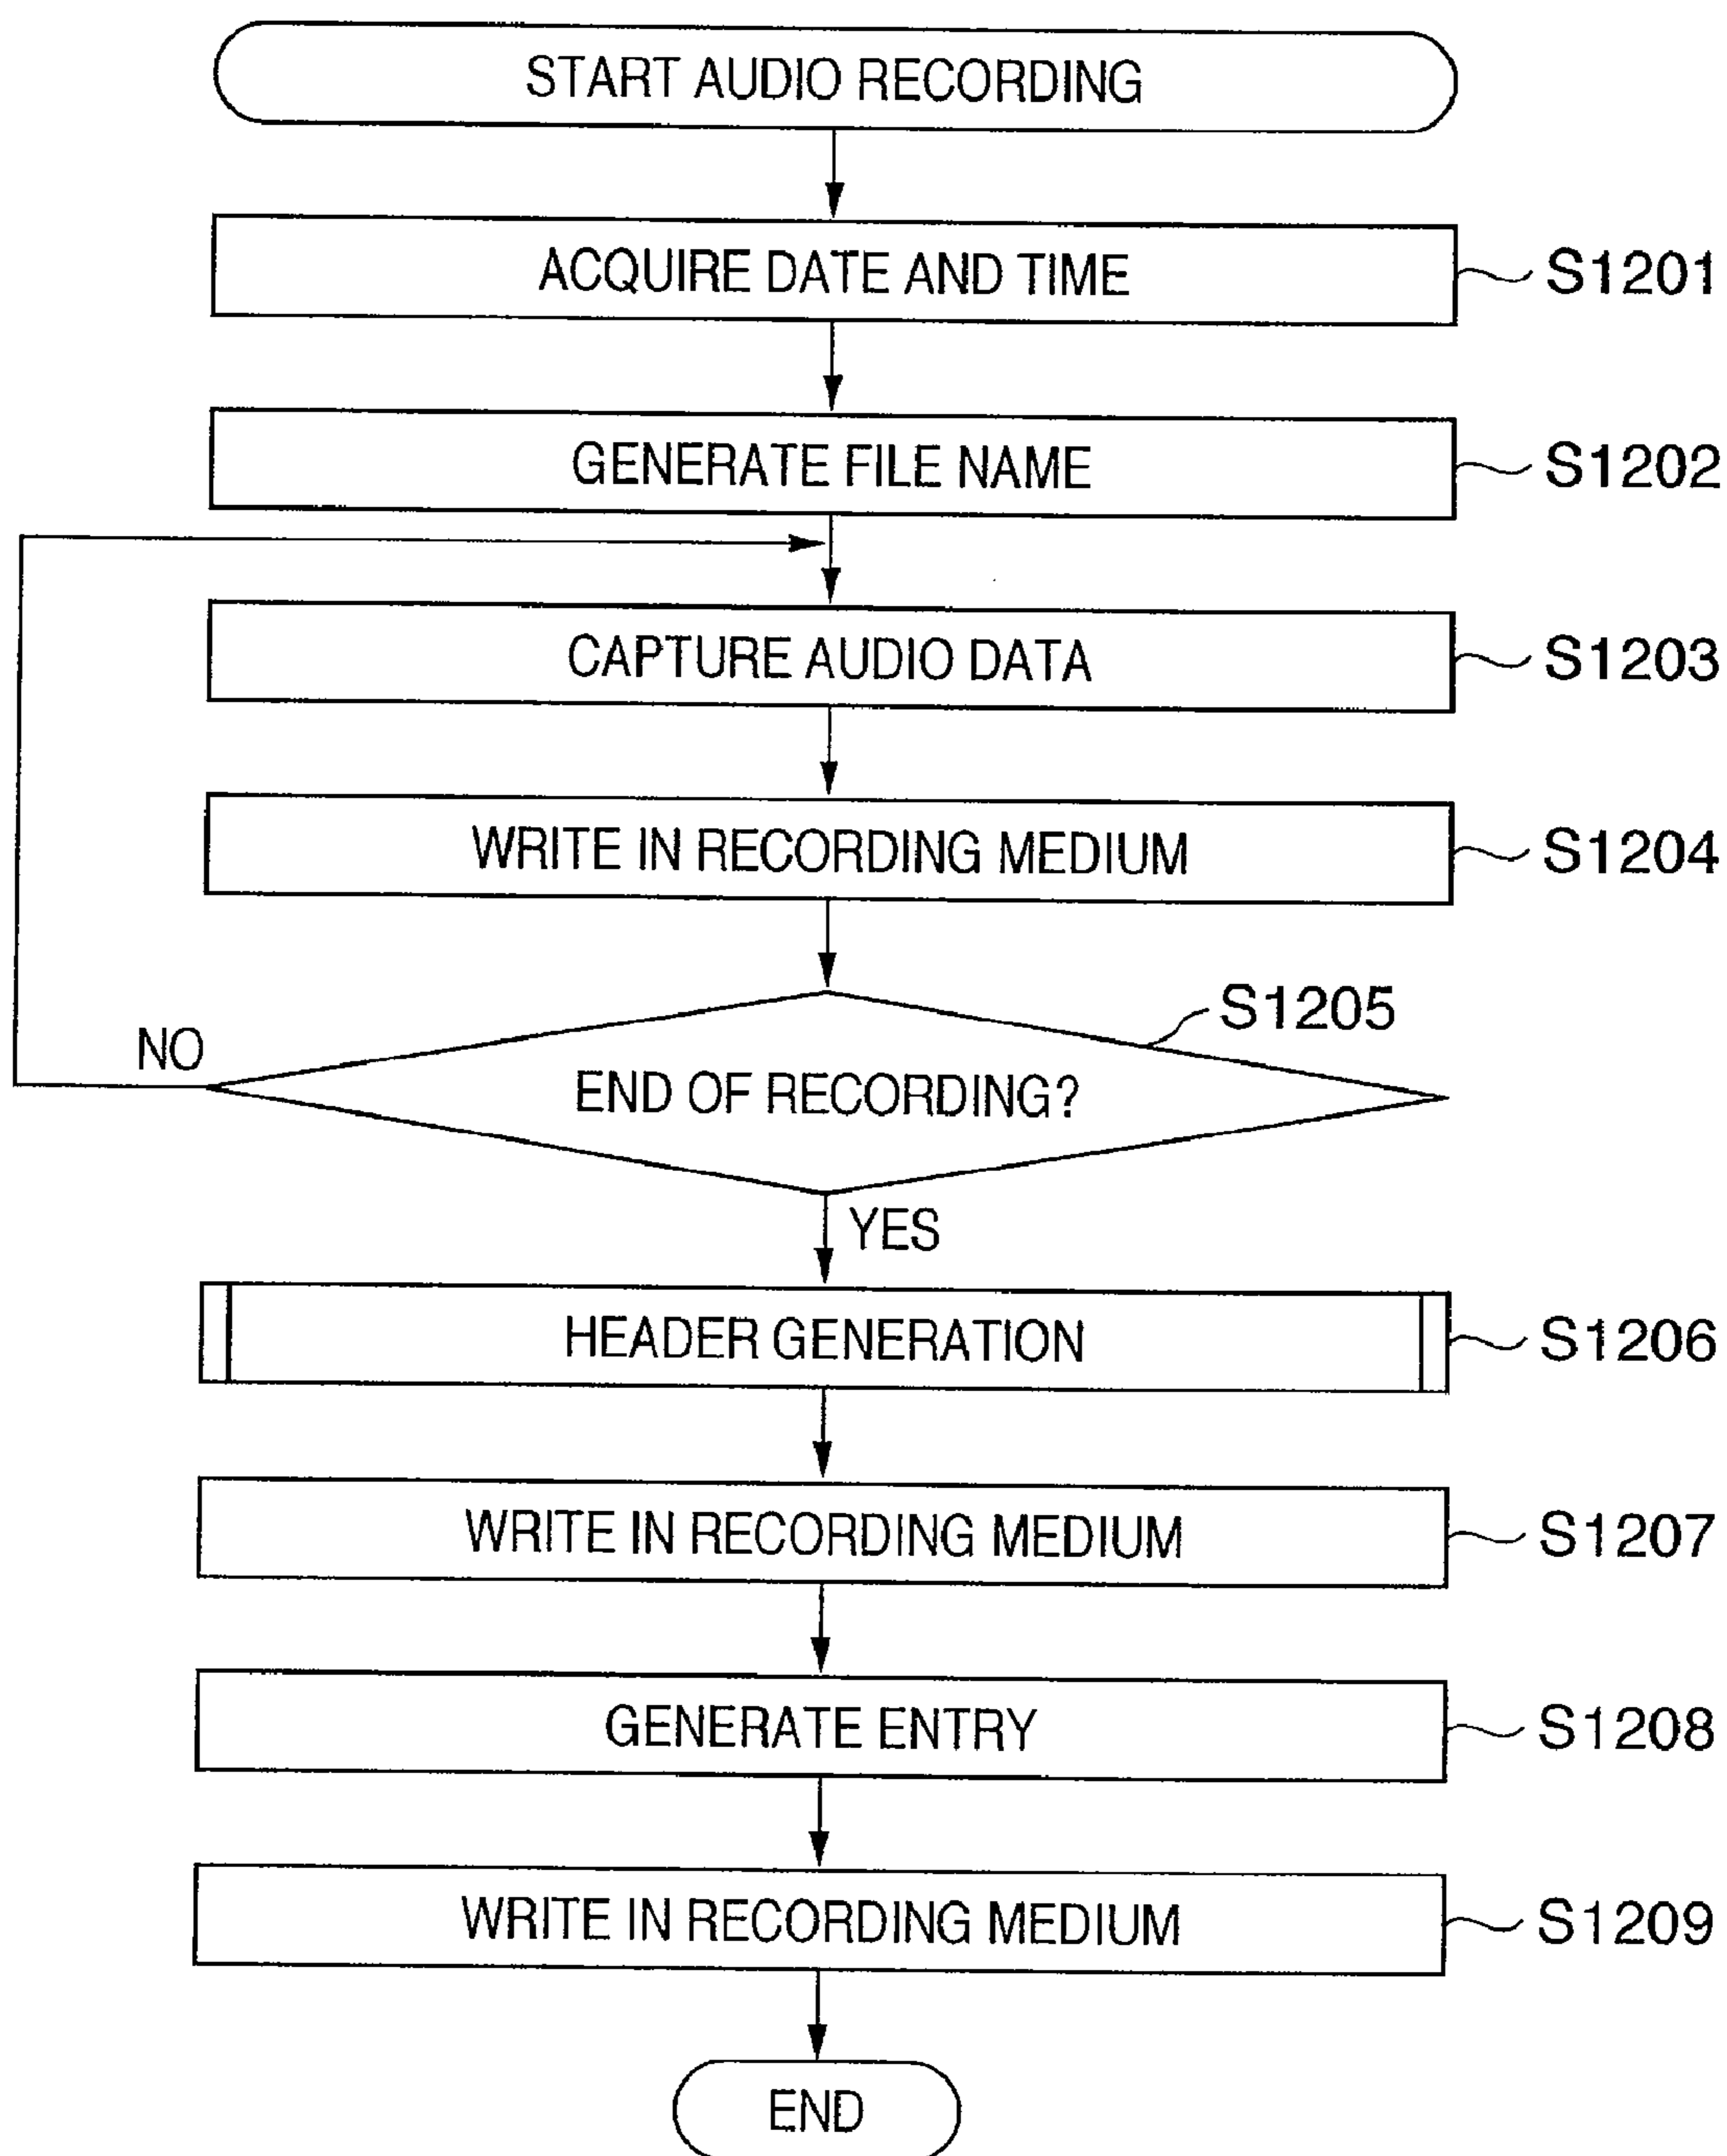 START AUDIO RECORDING
ACQUIRE DATE AND TIME
S1201
GENERATE FILE NAME
S1202
CAPTURE AUDIO DATA
S1203
WRITE IN RECORDING MEDIUM
S1204
S1205
NO
END OF RECORDING?
YES
HEADER GENERATION
S1206
WRITE IN RECORDING MEDIUM
S1207
GENERATE ENTRY
S1208
WRITE IN RECORDING MEDIUM
S1209
END